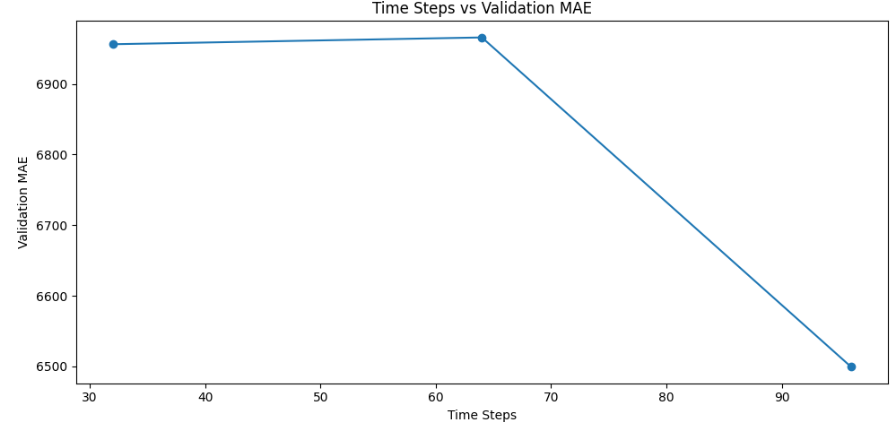 Time Steps vs Validation MAE
Validation MAE
6900
6800
6700
6600
6500
30 40 50 60 70 80 90
Time Steps